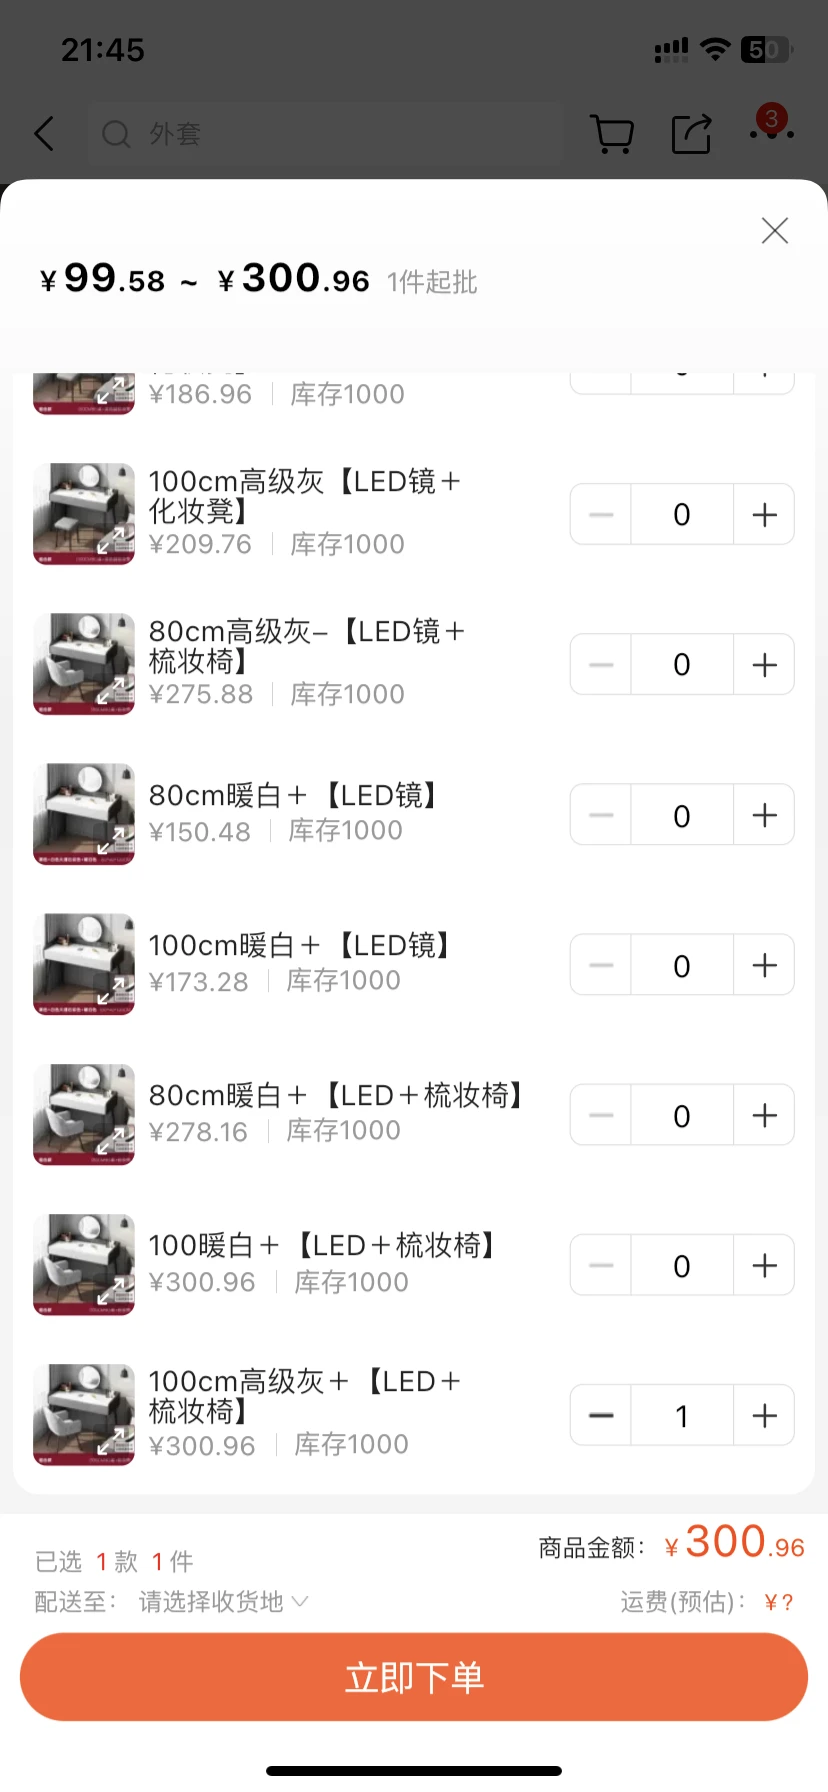 21:45
50
外套
3
¥99.58 ~ ¥300.96 1件起批
¥186.96 库存1000
100cm高级灰【LED镜+
化妆凳】
¥209.76 库存1000
0
80cm高级灰-【LED镜+
梳妆椅】
¥275.88 库存1000
0
80cm暖白+【LED镜】
¥150.48 库存1000
0
100cm暖白+【LED镜】
¥173.28 库存1000
0
80cm暖白+【LED+梳妆椅】
¥278.16 库存1000
0
100暖白+【LED+梳妆椅】
¥300.96 库存1000
0
100cm高级灰+【LED+
梳妆椅】
¥300.96 库存1000
1
已选 1 款 1 件
商品金额: ¥300.96
配送至: 请选择收货地
运费(预估): ¥?
立即下单